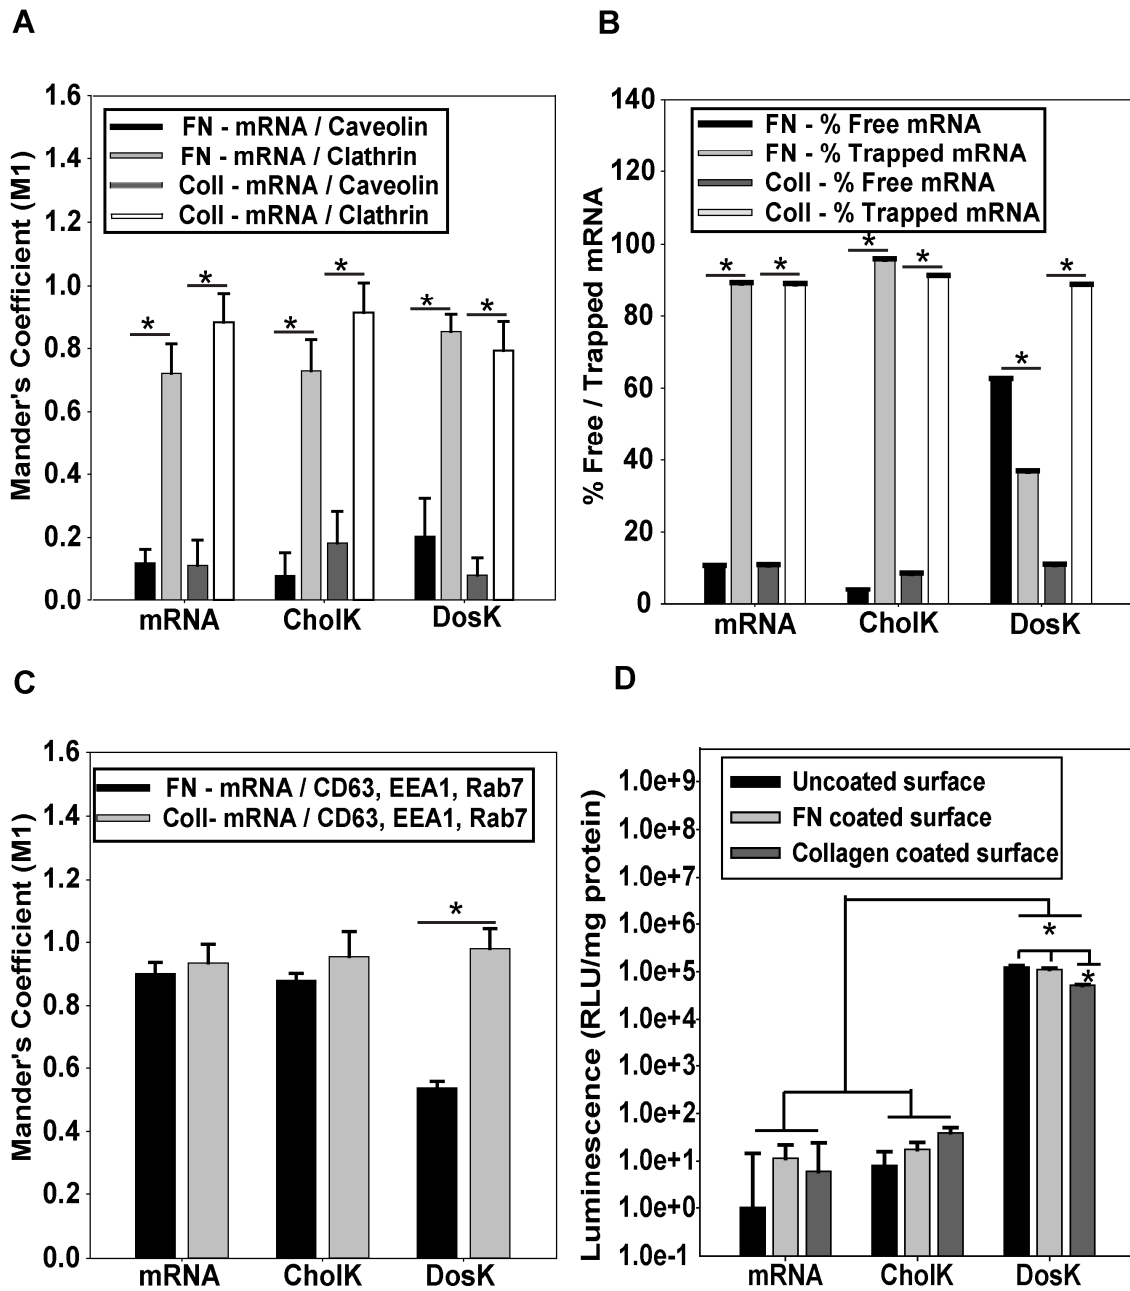 A
Mander's Coefficient (M1)
1.6
1.4
1.2
1.0
0.8
0.6
0.4
0.2
0.0
FN - mRNA / Caveolin
FN - mRNA / Clathrin
Coll - mRNA / Caveolin
Coll - mRNA / Clathrin
* * * * * *
mRNA CholK DosK
B
% Free / Trapped mRNA
140
120
100
80
60
40
20
0
FN - % Free mRNA
FN - % Trapped mRNA
Coll - % Free mRNA
Coll - % Trapped mRNA
* * * * * *
mRNA CholK DosK
C
Mander's Coefficient (M1)
1.6
1.4
1.2
1.0
0.8
0.6
0.4
0.2
0.0
FN - mRNA / CD63, EEA1, Rab7
Coll- mRNA / CD63, EEA1, Rab7
*
mRNA CholK DosK
D
Luminescence (RLU/mg protein)
1.0e+9
1.0e+8
1.0e+7
1.0e+6
1.0e+5
1.0e+4
1.0e+3
1.0e+2
1.0e+1
1.0e+0
1.0e-1
Uncoated surface
FN coated surface
Collagen coated surface
*
*
mRNA CholK DosK